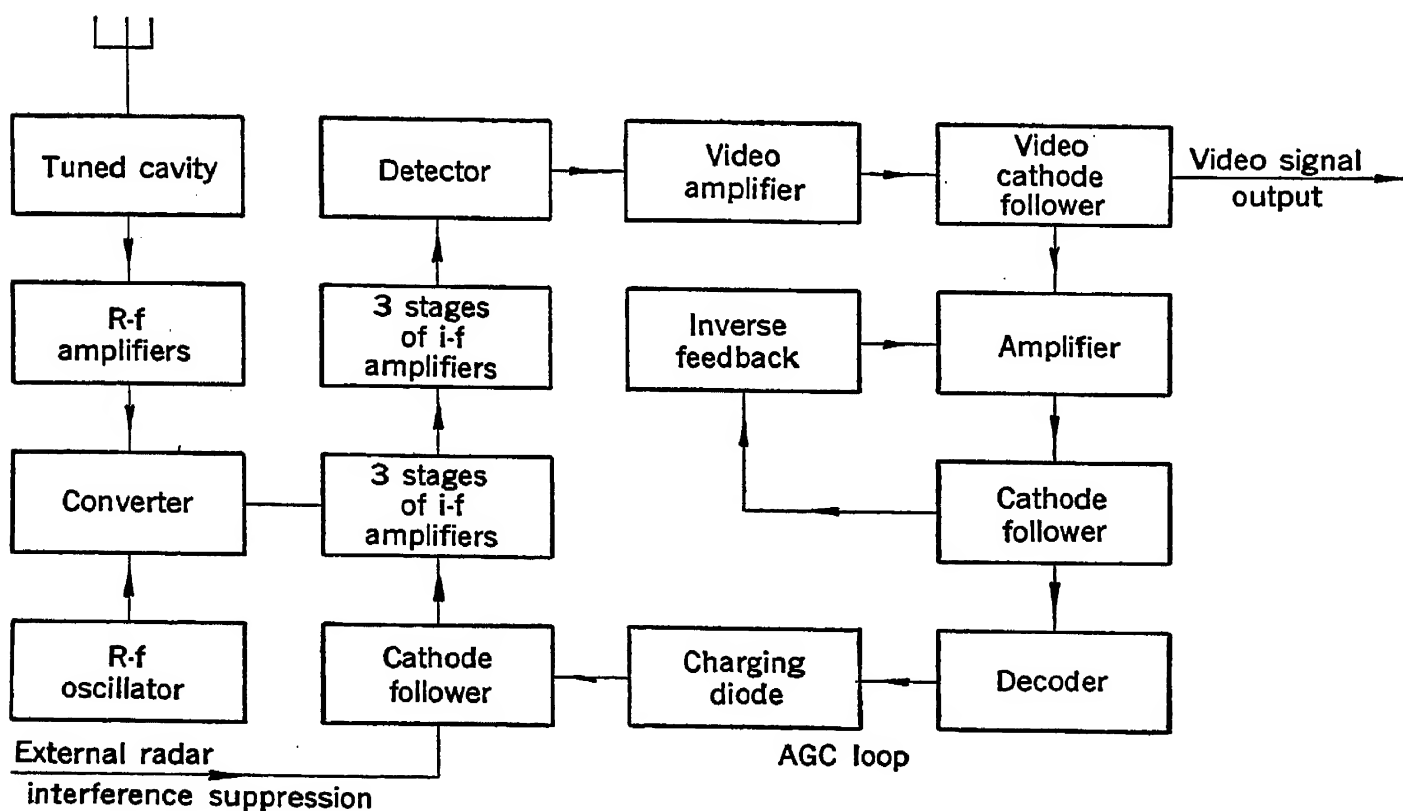 Tuned cavity
Detector
Video
amplifier
Video
cathode
follower
Video signal
output
R-f
amplifiers
3 stages
of i-f
amplifiers
Inverse
feedback
Amplifier
Converter
3 stages
of i-f
amplifiers
Cathode
follower
R-f
oscillator
Cathode
follower
Charging
diode
Decoder
External radar
interference suppression
AGC loop